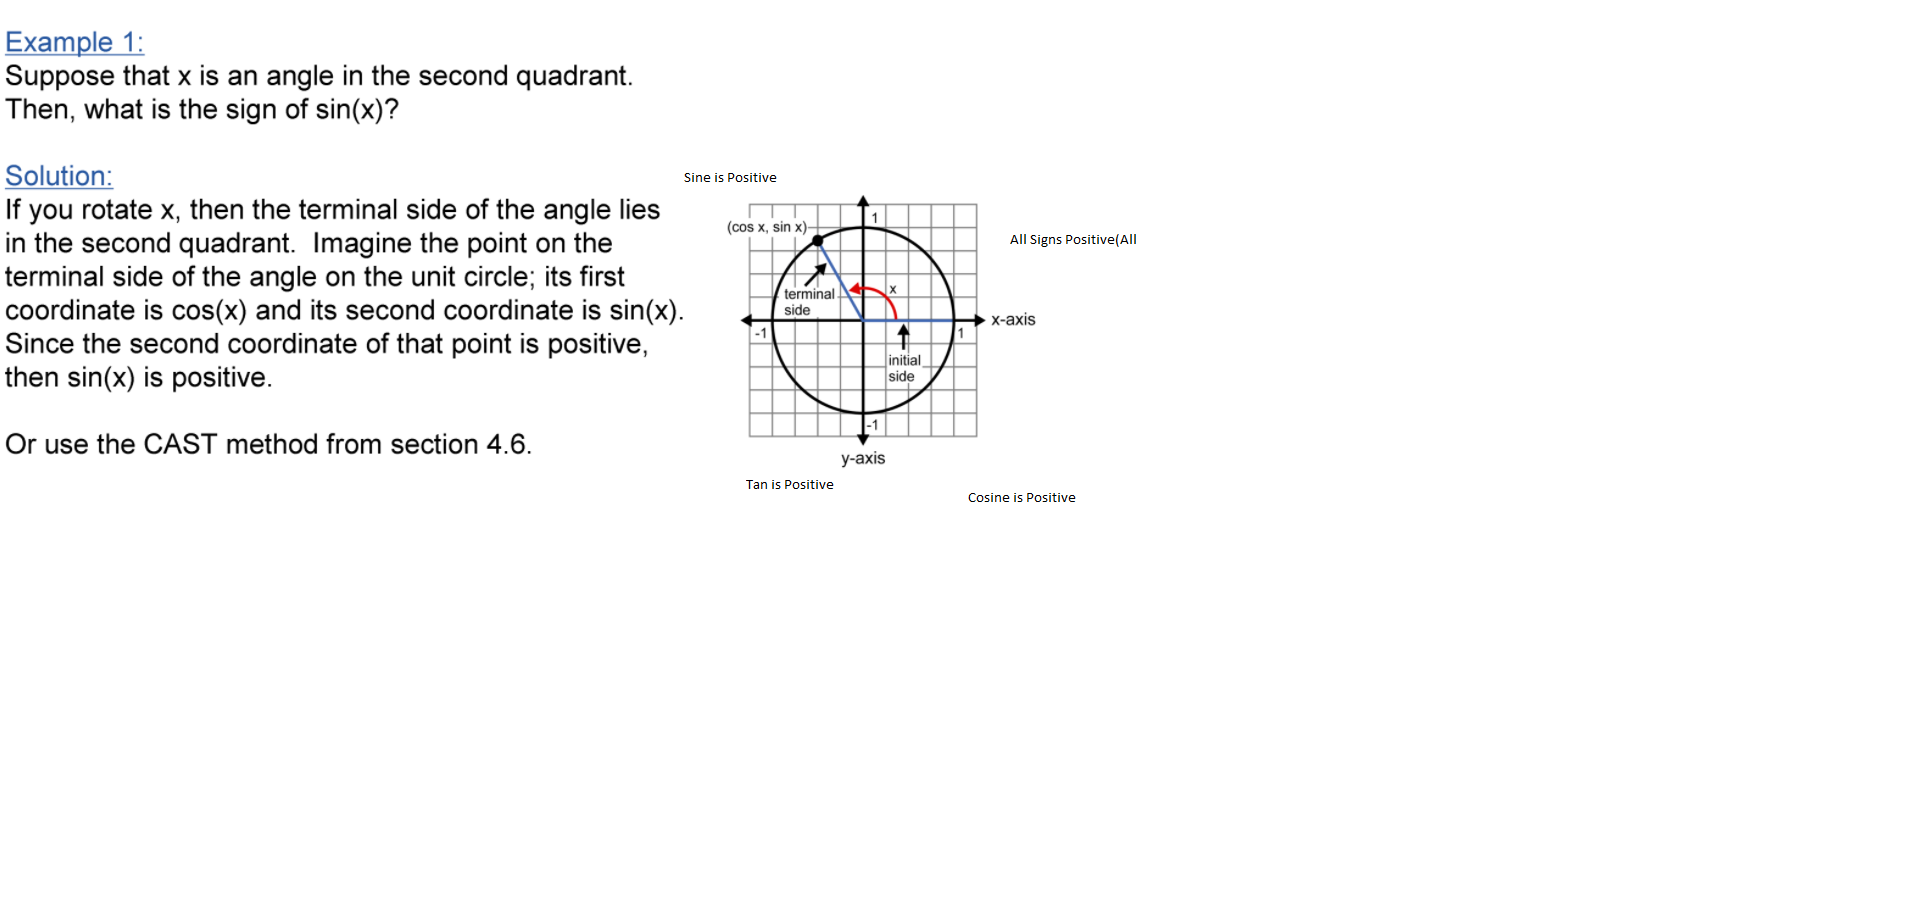 Example 1:
Suppose that x is an angle in the second quadrant.
Then, what is the sign of sin(x)?
Solution:
If you rotate x, then the terminal side of the angle lies
in the second quadrant. Imagine the point on the
terminal side of the angle on the unit circle; its first
coordinate is cos(x) and its second coordinate is sin(x).
Since the second coordinate of that point is positive,
then sin(x) is positive.
Or use the CAST method from section 4.6.
Sine is Positive
1
(cos x, sin x)
All Signs Positive(All
x
terminal
side
x-axis
-1
1
initial
side
-1
y-axis
Tan is Positive
Cosine is Positive